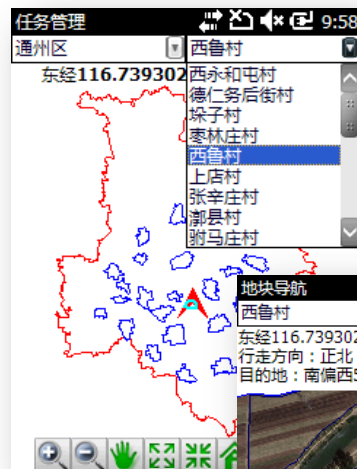 任务管理 9:58
通州区 西鲁村
东经116.739302
西永和屯村
德仁务后街村
垛子村
枣林庄村
西鲁村
上店村
张辛庄村
漷县村
驸马庄村
地块导航
西鲁村
东经116.739302
行走方向：正北
目的地：南偏西5